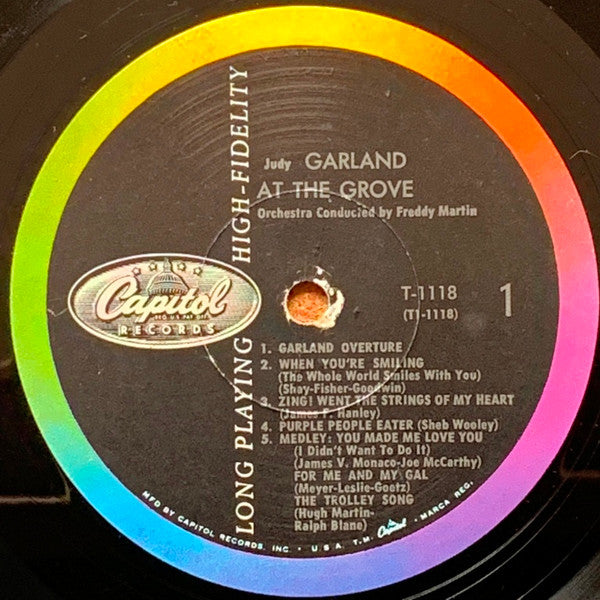 LONG PLAYING HIGH-FIDELITY
Judy GARLAND
AT THE GROVE
Orchestra Conducted by Freddy Martin
Capitol
REG. U.S. PAT. OFF.
RECORDS
T-1118
(T1-1118)
1
1. GARLAND OVERTURE
2. WHEN YOU'RE SMILING
(The Whole World Smiles With You)
(Shay-Fisher-Goodwin)
3. ZING! WENT THE STRINGS OF MY HEART
(James F. Hanley)
4. PURPLE PEOPLE EATER (Sheb Wooley)
5. MEDLEY: YOU MADE ME LOVE YOU
(I Didn't Want To Do It)
(James V. Monaco-Joe McCarthy)
FOR ME AND MY GAL
(Meyer-Leslie-Goetz)
THE TROLLEY SONG
(Hugh Martin-
Ralph Blane)
MFD BY CAPITOL RECORDS, INC. • U.S.A. T.M. Capitol • MARCA REG.